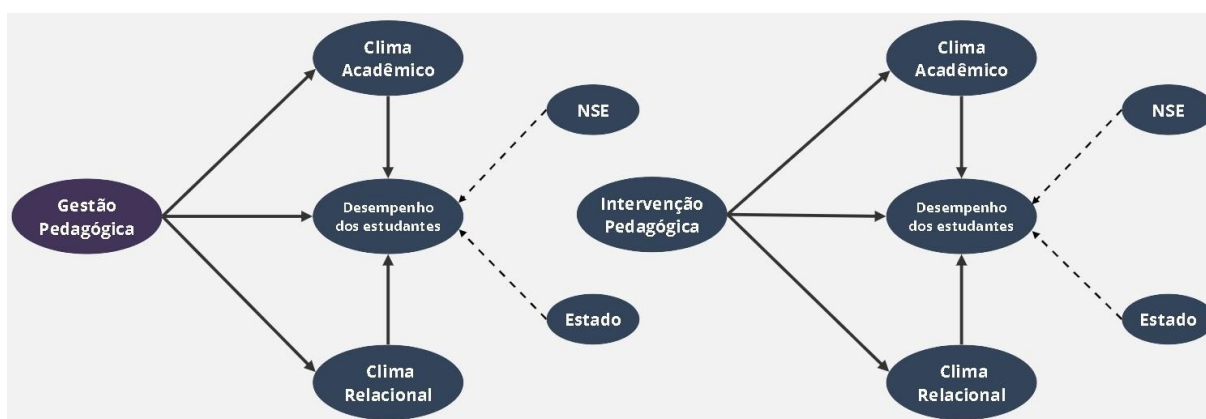 Clima
Acadêmico
NSE
Gestão
Pedagógica
Desempenho
dos estudantes
Estado
Clima
Relacional
Clima
Acadêmico
NSE
Intervenção
Pedagógica
Desempenho
dos estudantes
Estado
Clima
Relacional